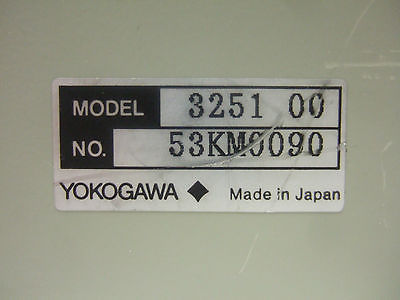 MODEL 3251 00
NO. 53KM0090
YOKOGAWA ◆ Made in Japan